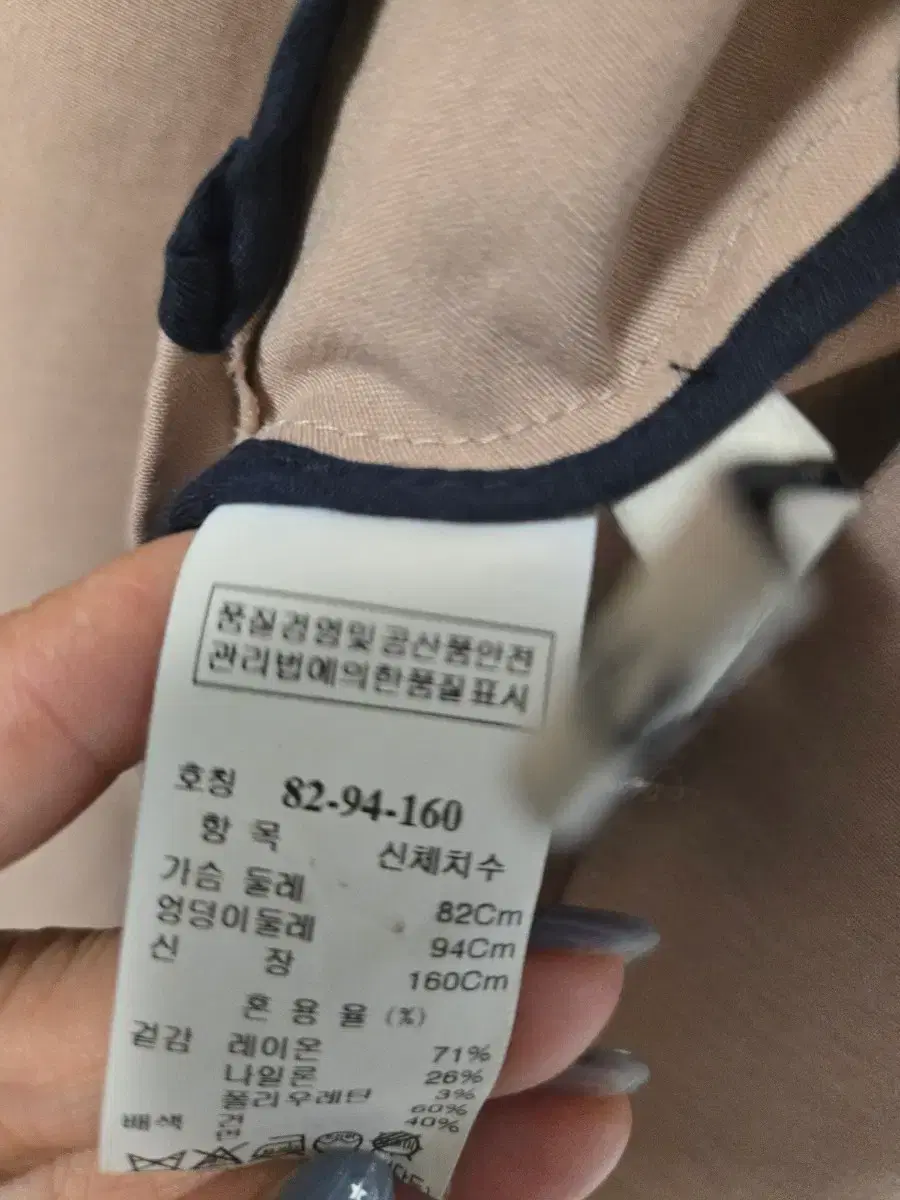 품질경영및공산품안전
관리법에의한품질표시
호칭 82-94-160
항 목 신체치수
가슴 둘레 82Cm
엉덩이둘레 94Cm
신 장 160Cm
혼 용 율 (%)
겉감 레이온 71%
나일론 26%
폴리우레탄 3%
배색 견 60%
면 40%